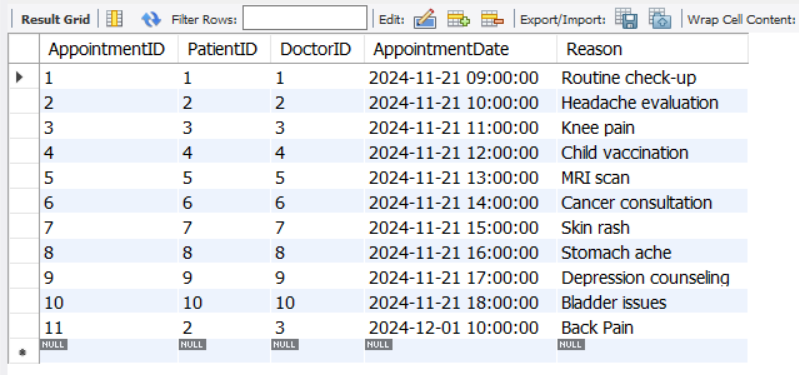 Result Grid Filter Rows: Edit: Export/Import: Wrap Cell Content:
AppointmentID PatientID DoctorID AppointmentDate Reason
1 1 1 2024-11-21 09:00:00 Routine check-up
2 2 2 2024-11-21 10:00:00 Headache evaluation
3 3 3 2024-11-21 11:00:00 Knee pain
4 4 4 2024-11-21 12:00:00 Child vaccination
5 5 5 2024-11-21 13:00:00 MRI scan
6 6 6 2024-11-21 14:00:00 Cancer consultation
7 7 7 2024-11-21 15:00:00 Skin rash
8 8 8 2024-11-21 16:00:00 Stomach ache
9 9 9 2024-11-21 17:00:00 Depression counseling
10 10 10 2024-11-21 18:00:00 Bladder issues
11 2 3 2024-12-01 10:00:00 Back Pain
NULL NULL NULL NULL NULL